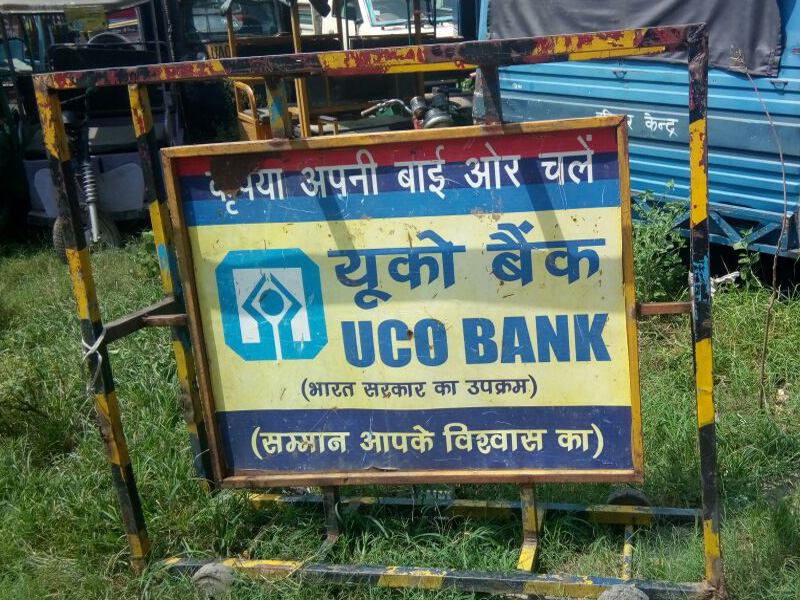 कृपया अपनी बाईं ओर चलें
यूको बैंक
UCO BANK
(भारत सरकार का उपक्रम)
(सम्मान आपके विश्वास का)
केन्द्र